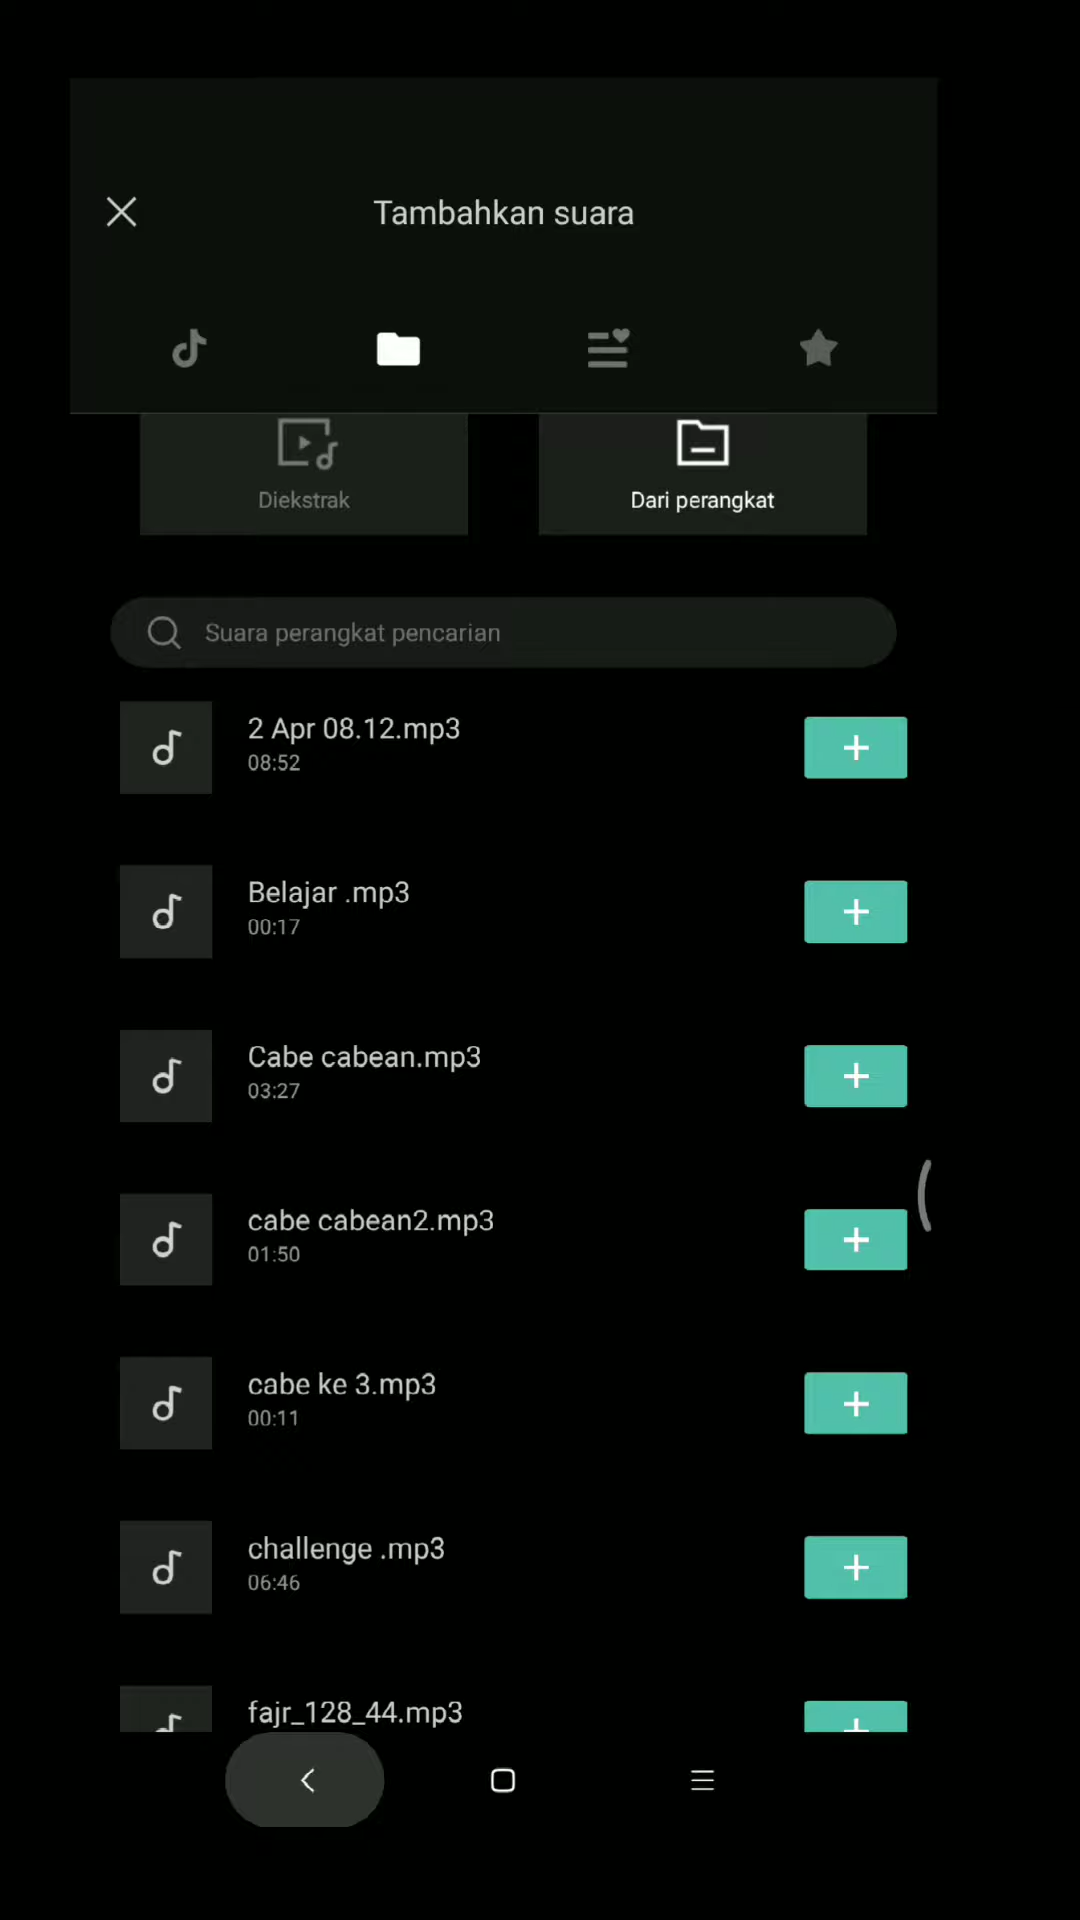 Tambahkan suara
Diekstrak
Dari perangkat
Suara perangkat pencarian
2 Apr 08.12.mp3
08:52
Belajar .mp3
00:17
Cabe cabean.mp3
03:27
cabe cabean2.mp3
01:50
cabe ke 3.mp3
00:11
challenge .mp3
06:46
fajr_128_44.mp3